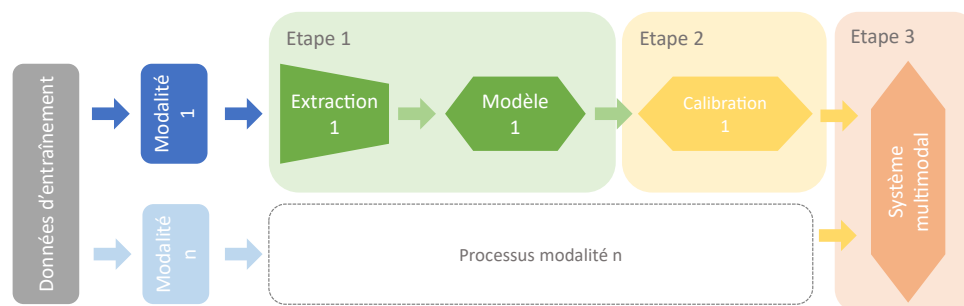 Données d'entraînement
Modalité
1
Etape 1
Extraction
1
Modèle
1
Etape 2
Calibration
1
Etape 3
Système
multimodal
Modalité
n
Processus modalité n